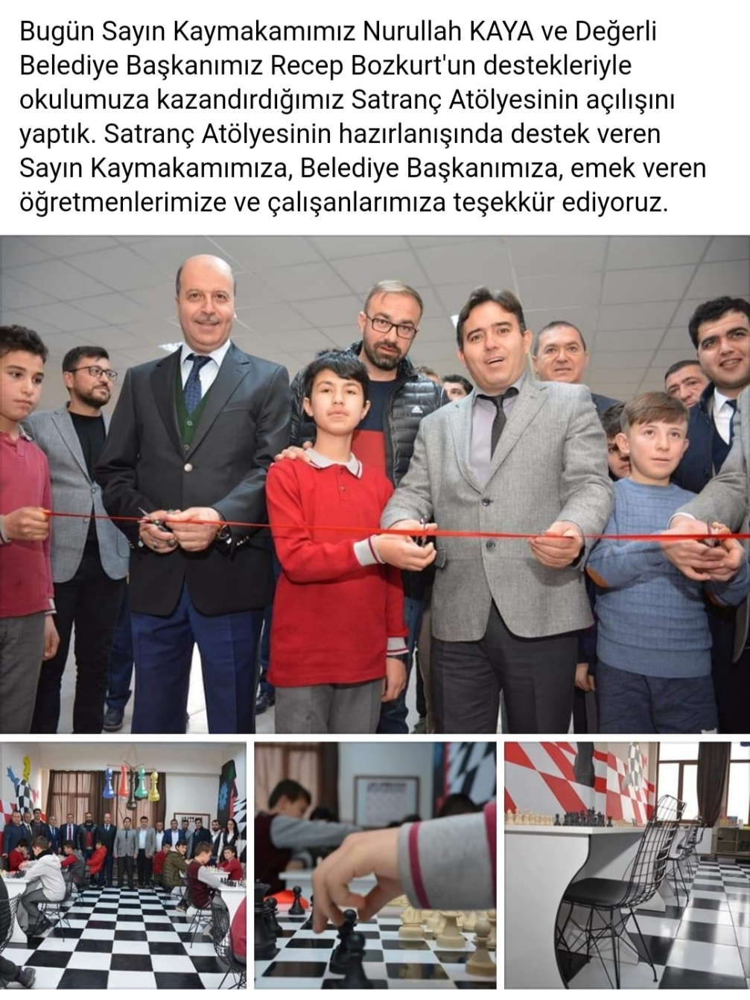 Bugün Sayın Kaymakamımız Nurullah KAYA ve Değerli
Belediye Başkanımız Recep Bozkurt'un destekleriyle
okulumuza kazandırdığımız Satranç Atölyesinin açılışını
yaptık. Satranç Atölyesinin hazırlanışında destek veren
Sayın Kaymakamımıza, Belediye Başkanımıza, emek veren
öğretmenlerimize ve çalışanlarımıza teşekkür ediyoruz.